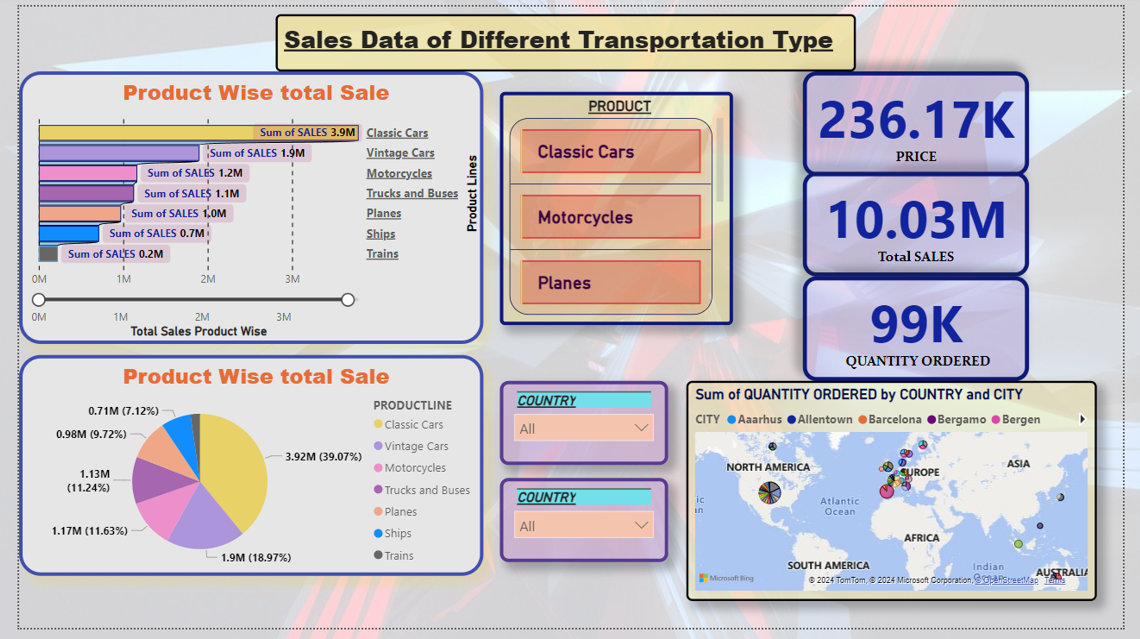 Sales Data of Different Transportation Type
Product Wise total Sale
Sum of SALES 3.9M Classic Cars
Sum of SALES 1.9M Vintage Cars
Sum of SALES 1.2M Motorcycles
Sum of SALES 1.1M Trucks and Buses
Sum of SALES 1.0M Planes
Sum of SALES 0.7M Ships
Sum of SALES 0.2M Trains
Product Lines
0M 1M 2M 3M
0M 1M 2M 3M
Total Sales Product Wise
PRODUCT
Classic Cars
Motorcycles
Planes
236.17K
PRICE
10.03M
Total SALES
99K
QUANTITY ORDERED
Product Wise total Sale
0.71M (7.12%)
0.98M (9.72%)
1.13M
(11.24%)
1.17M (11.63%)
3.92M (39.07%)
1.9M (18.97%)
PRODUCTLINE
Classic Cars
Vintage Cars
Motorcycles
Trucks and Buses
Planes
Ships
Trains
COUNTRY
All
COUNTRY
All
Sum of QUANTITY ORDERED by COUNTRY and CITY
CITY Aaarhus Allentown Barcelona Bergamo Bergen
NORTH AMERICA
EUROPE
ASIA
Atlantic
Ocean
AFRICA
SOUTH AMERICA
Indian
Ocean
AUSTRALIA
Microsoft Bing
© 2024 TomTom, © 2024 Microsoft Corporation, © OpenStreetMap Terms